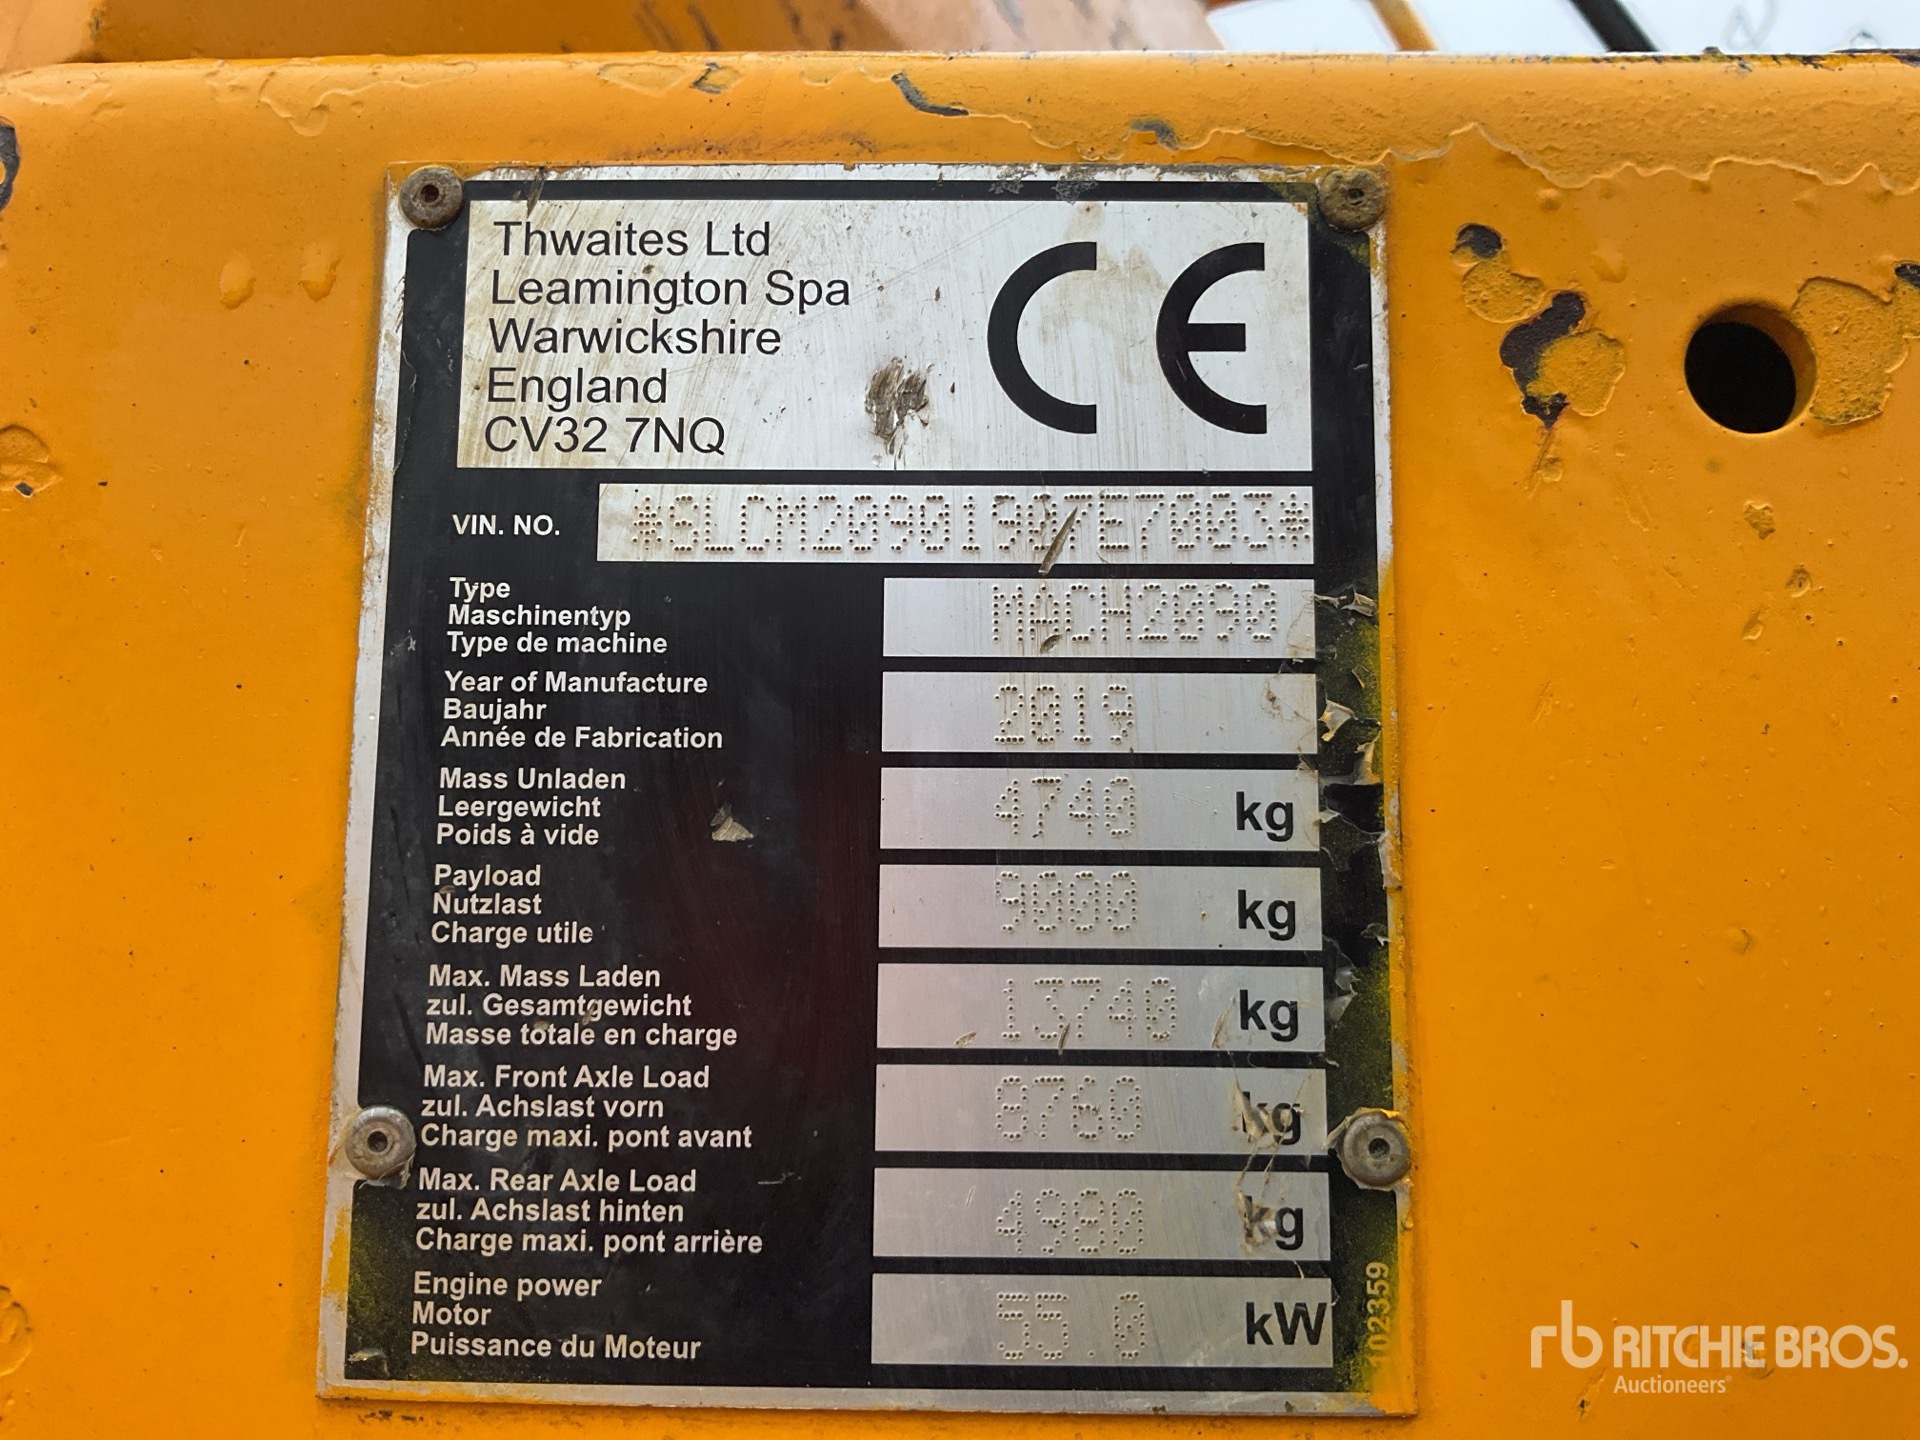 Thwaites Ltd
Leamington Spa
Warwickshire
England
CV32 7NQ
CE
VIN. NO. *SLCM2090190​7E7003*
Type
Maschinentyp
Type de machine
MACH2090
Year of Manufacture
Baujahr
Année de Fabrication
2019
Mass Unladen
Leergewicht
Poids à vide
4740 kg
Payload
Nutzlast
Charge utile
9000 kg
Max. Mass Laden
zul. Gesamtgewicht
Masse totale en charge
13740 kg
Max. Front Axle Load
zul. Achslast vorn
Charge maxi. pont avant
8760 kg
Max. Rear Axle Load
zul. Achslast hinten
Charge maxi. pont arrière
4980 kg
Engine power
Motor
Puissance du Moteur
55.0 kW
102359
rb RITCHIE BROS.
Auctioneers